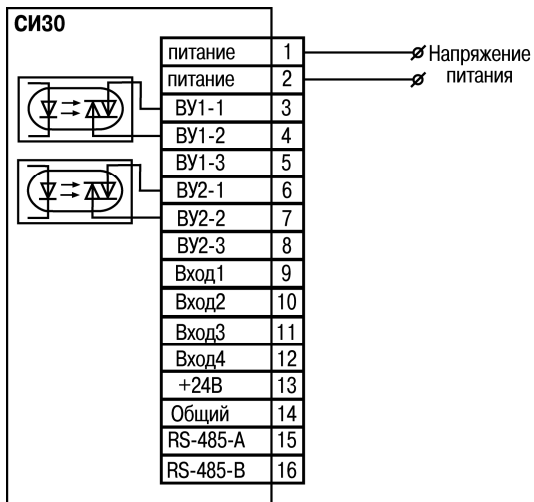 СИ30
питание 1
питание 2
ВУ1-1 3
ВУ1-2 4
ВУ1-3 5
ВУ2-1 6
ВУ2-2 7
ВУ2-3 8
Вход1 9
Вход2 10
Вход3 11
Вход4 12
+24В 13
Общий 14
RS-485-A 15
RS-485-B 16
Напряжение
питания